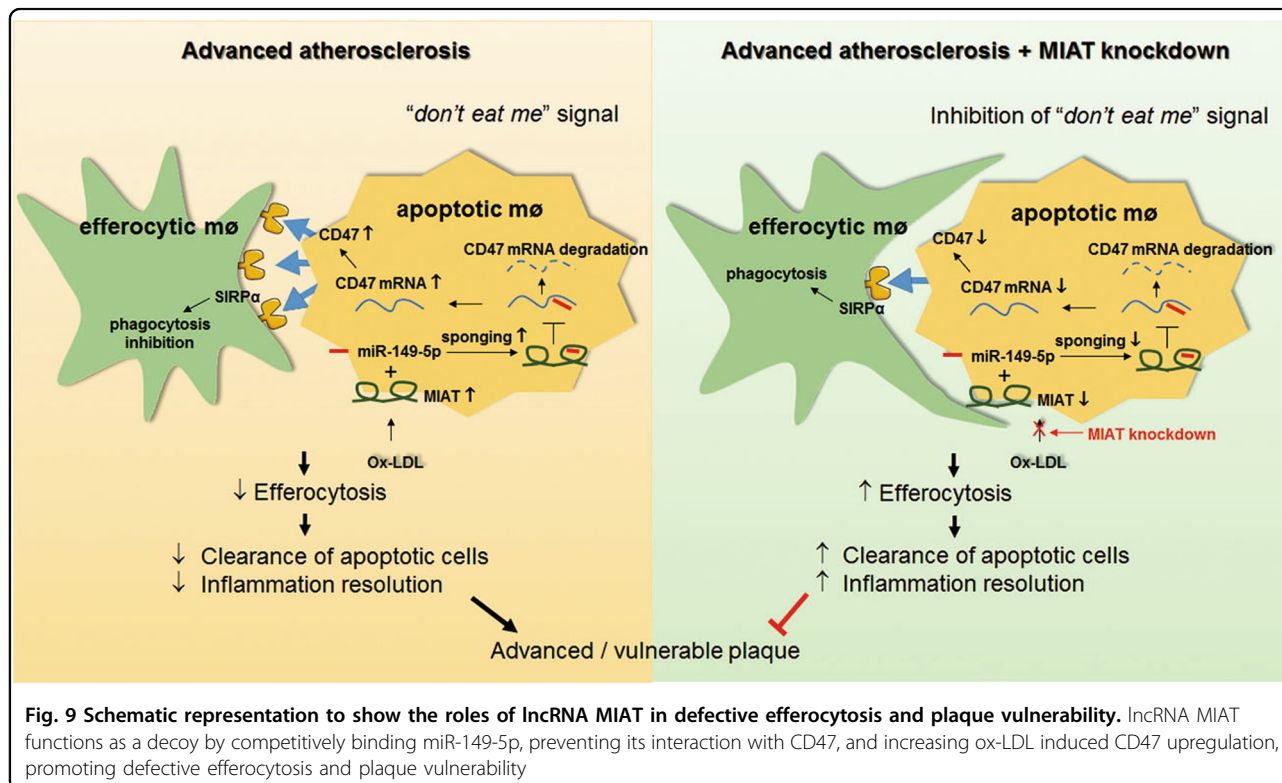 Advanced atherosclerosis
"don't eat me" signal
efferocytic mø
apoptotic mø
CD47 ↑
CD47 mRNA degradation
CD47 mRNA ↑
SIRPα
phagocytosis
inhibition
sponging ↑
miR-149-5p
+
MIAT ↑
Ox-LDL
↓ Efferocytosis
↓ Clearance of apoptotic cells
↓ Inflammation resolution
Advanced atherosclerosis + MIAT knockdown
Inhibition of "don't eat me" signal
efferocytic mø
apoptotic mø
CD47 ↓
CD47 mRNA degradation
phagocytosis
CD47 mRNA ↓
SIRPα
sponging ↓
miR-149-5p
+
MIAT ↓
MIAT knockdown
Ox-LDL
↑ Efferocytosis
↑ Clearance of apoptotic cells
↑ Inflammation resolution
Advanced / vulnerable plaque
Fig. 9 Schematic representation to show the roles of lncRNA MIAT in defective efferocytosis and plaque vulnerability. lncRNA MIAT
functions as a decoy by competitively binding miR-149-5p, preventing its interaction with CD47, and increasing ox-LDL induced CD47 upregulation,
promoting defective efferocytosis and plaque vulnerability